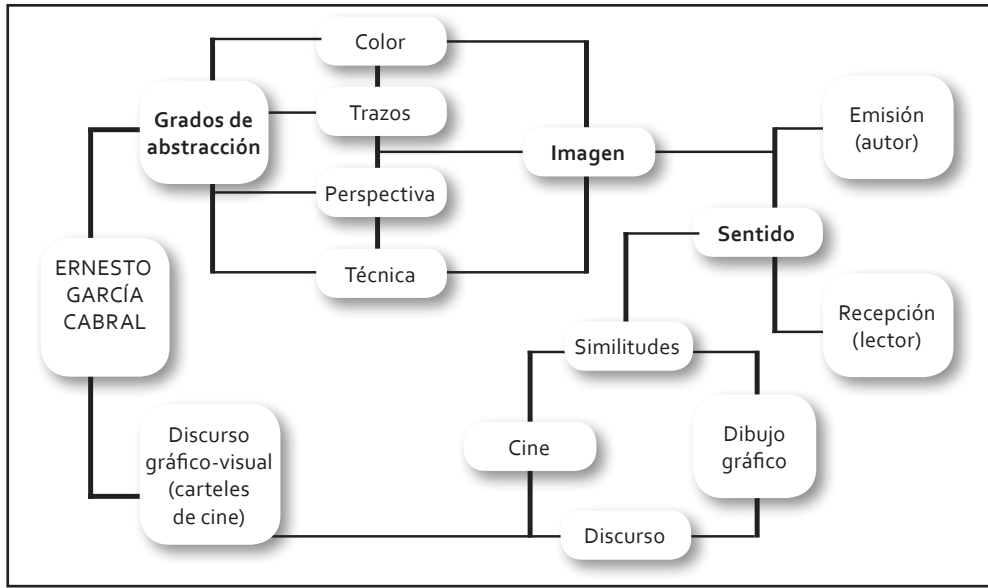 Color
Grados de
abstracción
Trazos
Perspectiva
Técnica
Imagen
Emisión
(autor)
Sentido
Recepción
(lector)
ERNESTO
GARCÍA
CABRAL
Similitudes
Cine
Dibujo
gráfico
Discurso
gráfico-visual
(carteles
de cine)
Discurso